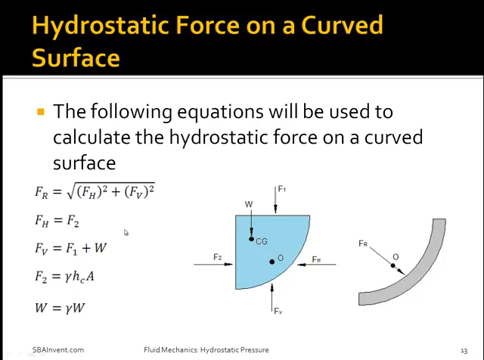 Hydrostatic Force on a Curved
Surface
The following equations will be used to
calculate the hydrostatic force on a curved
surface
F_R = √((F_H)² + (F_V)²)
F_H = F_2
F_V = F_1 + W
F_2 = γh_cA
W = γW
F1
W
CG
F2
O
FH
FV
FR
O
SBAInvent.com
Fluid Mechanics: Hydrostatic Pressure
13